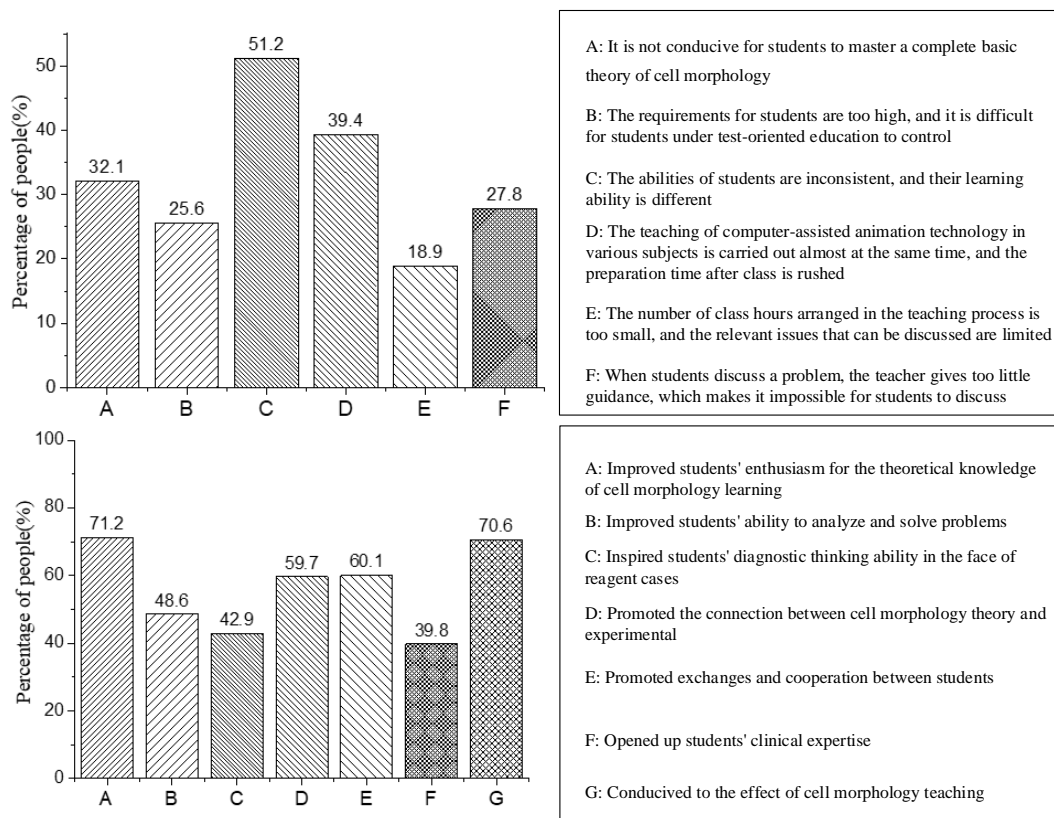 Percentage of people(%)
50
40
30
20
10
0
32.1
25.6
51.2
39.4
18.9
27.8
A B C D E F
A: It is not conducive for students to master a complete basic
theory of cell morphology
B: The requirements for students are too high, and it is difficult
for students under test-oriented education to control
C: The abilities of students are inconsistent, and their learning
ability is different
D: The teaching of computer-assisted animation technology in
various subjects is carried out almost at the same time, and the
preparation time after class is rushed
E: The number of class hours arranged in the teaching process is
too small, and the relevant issues that can be discussed are limited
F: When students discuss a problem, the teacher gives too little
guidance, which makes it impossible for students to discuss
Percentage of people(%)
100
80
60
40
20
0
71.2
48.6
42.9
59.7
60.1
39.8
70.6
A B C D E F G
A: Improved students' enthusiasm for the theoretical knowledge
of cell morphology learning
B: Improved students' ability to analyze and solve problems
C: Inspired students' diagnostic thinking ability in the face of
reagent cases
D: Promoted the connection between cell morphology theory and
experimental
E: Promoted exchanges and cooperation between students
F: Opened up students' clinical expertise
G: Conducived to the effect of cell morphology teaching